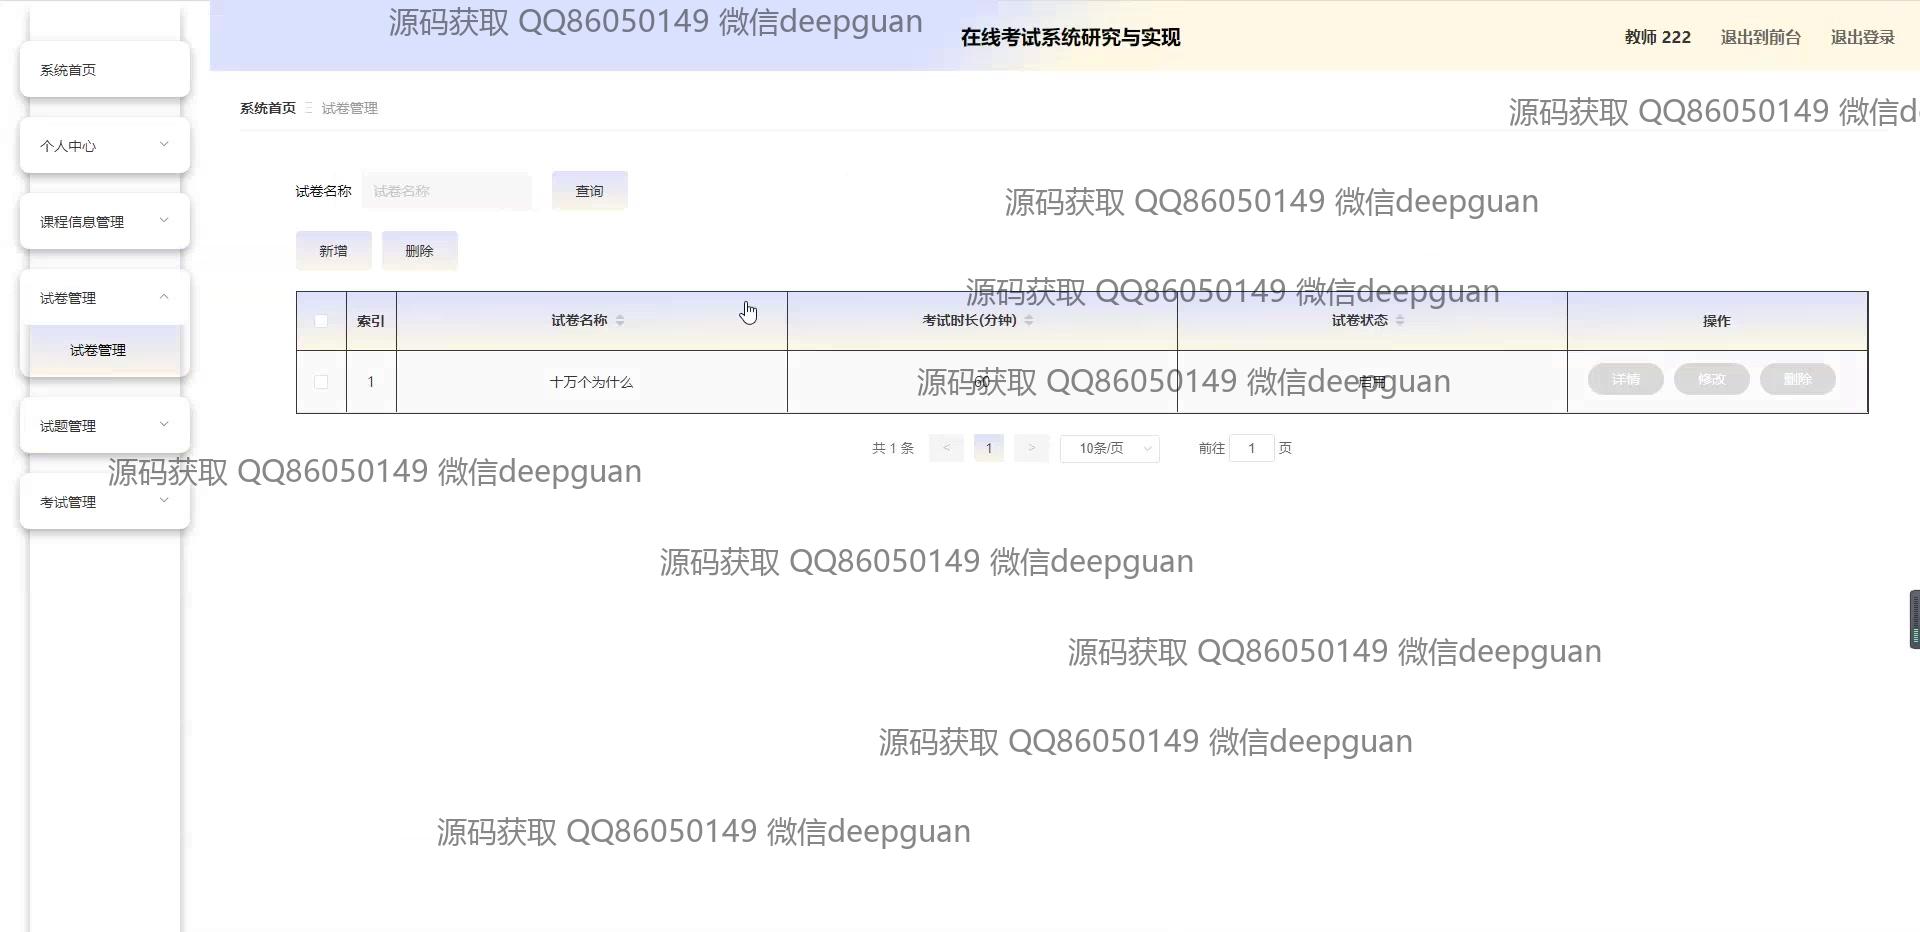 源码获取 QQ86050149 微信deepguan
在线考试系统研究与实现
教师 222 退出到前台 退出登录
系统首页
个人中心
课程信息管理
试卷管理
试卷管理
试题管理
考试管理
系统首页 试卷管理
源码获取 QQ86050149 微信de
试卷名称 试卷名称 查询
源码获取 QQ86050149 微信deepguan
新增 删除
源码获取 QQ86050149 微信deepguan
索引 试卷名称 考试时长(分钟) 试卷状态 操作
1 十万个为什么 60 启用 详情 修改 删除
源码获取 QQ86050149 微信deepguan
共 1 条 < 1 > 10条/页 前往 1 页
源码获取 QQ86050149 微信deepguan
源码获取 QQ86050149 微信deepguan
源码获取 QQ86050149 微信deepguan
源码获取 QQ86050149 微信deepguan
源码获取 QQ86050149 微信deepguan